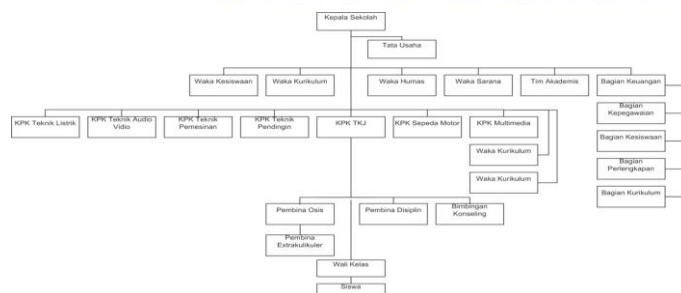 Kepala Sekolah
Tata Usaha
Waka Kesiswaan
Waka Kurikulum
Waka Humas
Waka Sarana
Tim Akademis
Bagian Keuangan
KPK Teknik Listrik
KPK Teknik Audio
Vidio
KPK Teknik
Pemesinan
KPK Teknik
Pendingin
KPK TKJ
KPK Sepeda Motor
KPK Multimedia
Bagian
Kepegawaian
Waka Kurikulum
Bagian Kesiswaan
Waka Kurikulum
Bagian
Perlengkapan
Bagian Kurikulum
Pembina Osis
Pembina Disiplin
Bimbingan
Konseling
Pembina
Extrakulikuler
Wali Kelas
Siswa